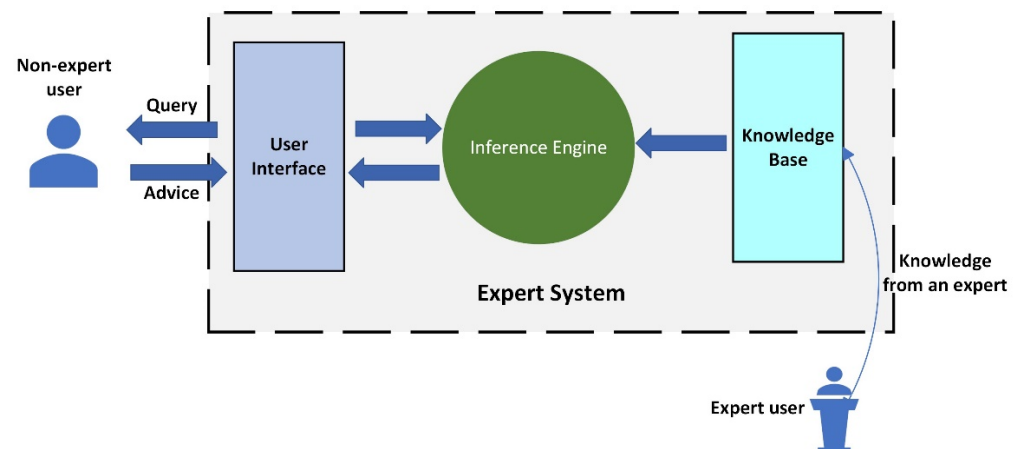 Non-expert
user
Query
Advice
User
Interface
Inference Engine
Knowledge
Base
Expert System
Knowledge
from an expert
Expert user